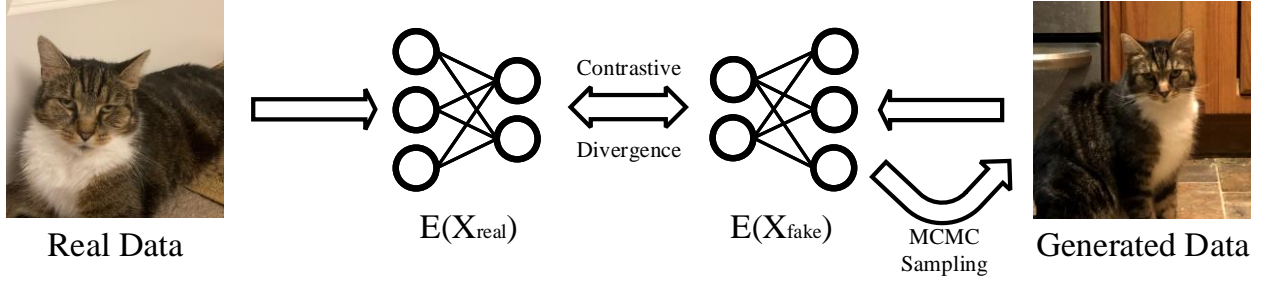 Contrastive
Divergence
E(Xreal)
E(Xfake)
MCMC
Sampling
Real Data
Generated Data